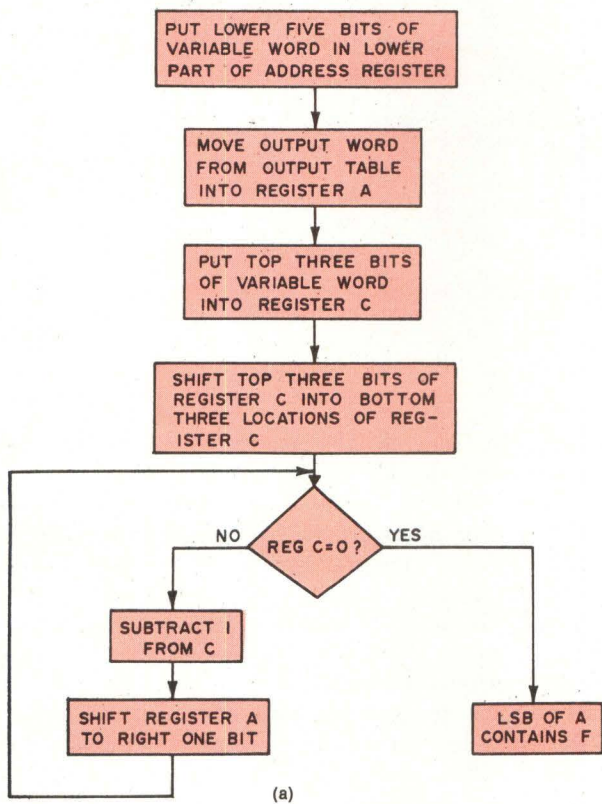 PUT LOWER FIVE BITS OF
VARIABLE WORD IN LOWER
PART OF ADDRESS REGISTER
MOVE OUTPUT WORD
FROM OUTPUT TABLE
INTO REGISTER A
PUT TOP THREE BITS
OF VARIABLE WORD
INTO REGISTER C
SHIFT TOP THREE BITS OF
REGISTER C INTO BOTTOM
THREE LOCATIONS OF REG-
ISTER C
NO
REG C=0?
YES
SUBTRACT 1
FROM C
SHIFT REGISTER A
TO RIGHT ONE BIT
LSB OF A
CONTAINS F
(a)